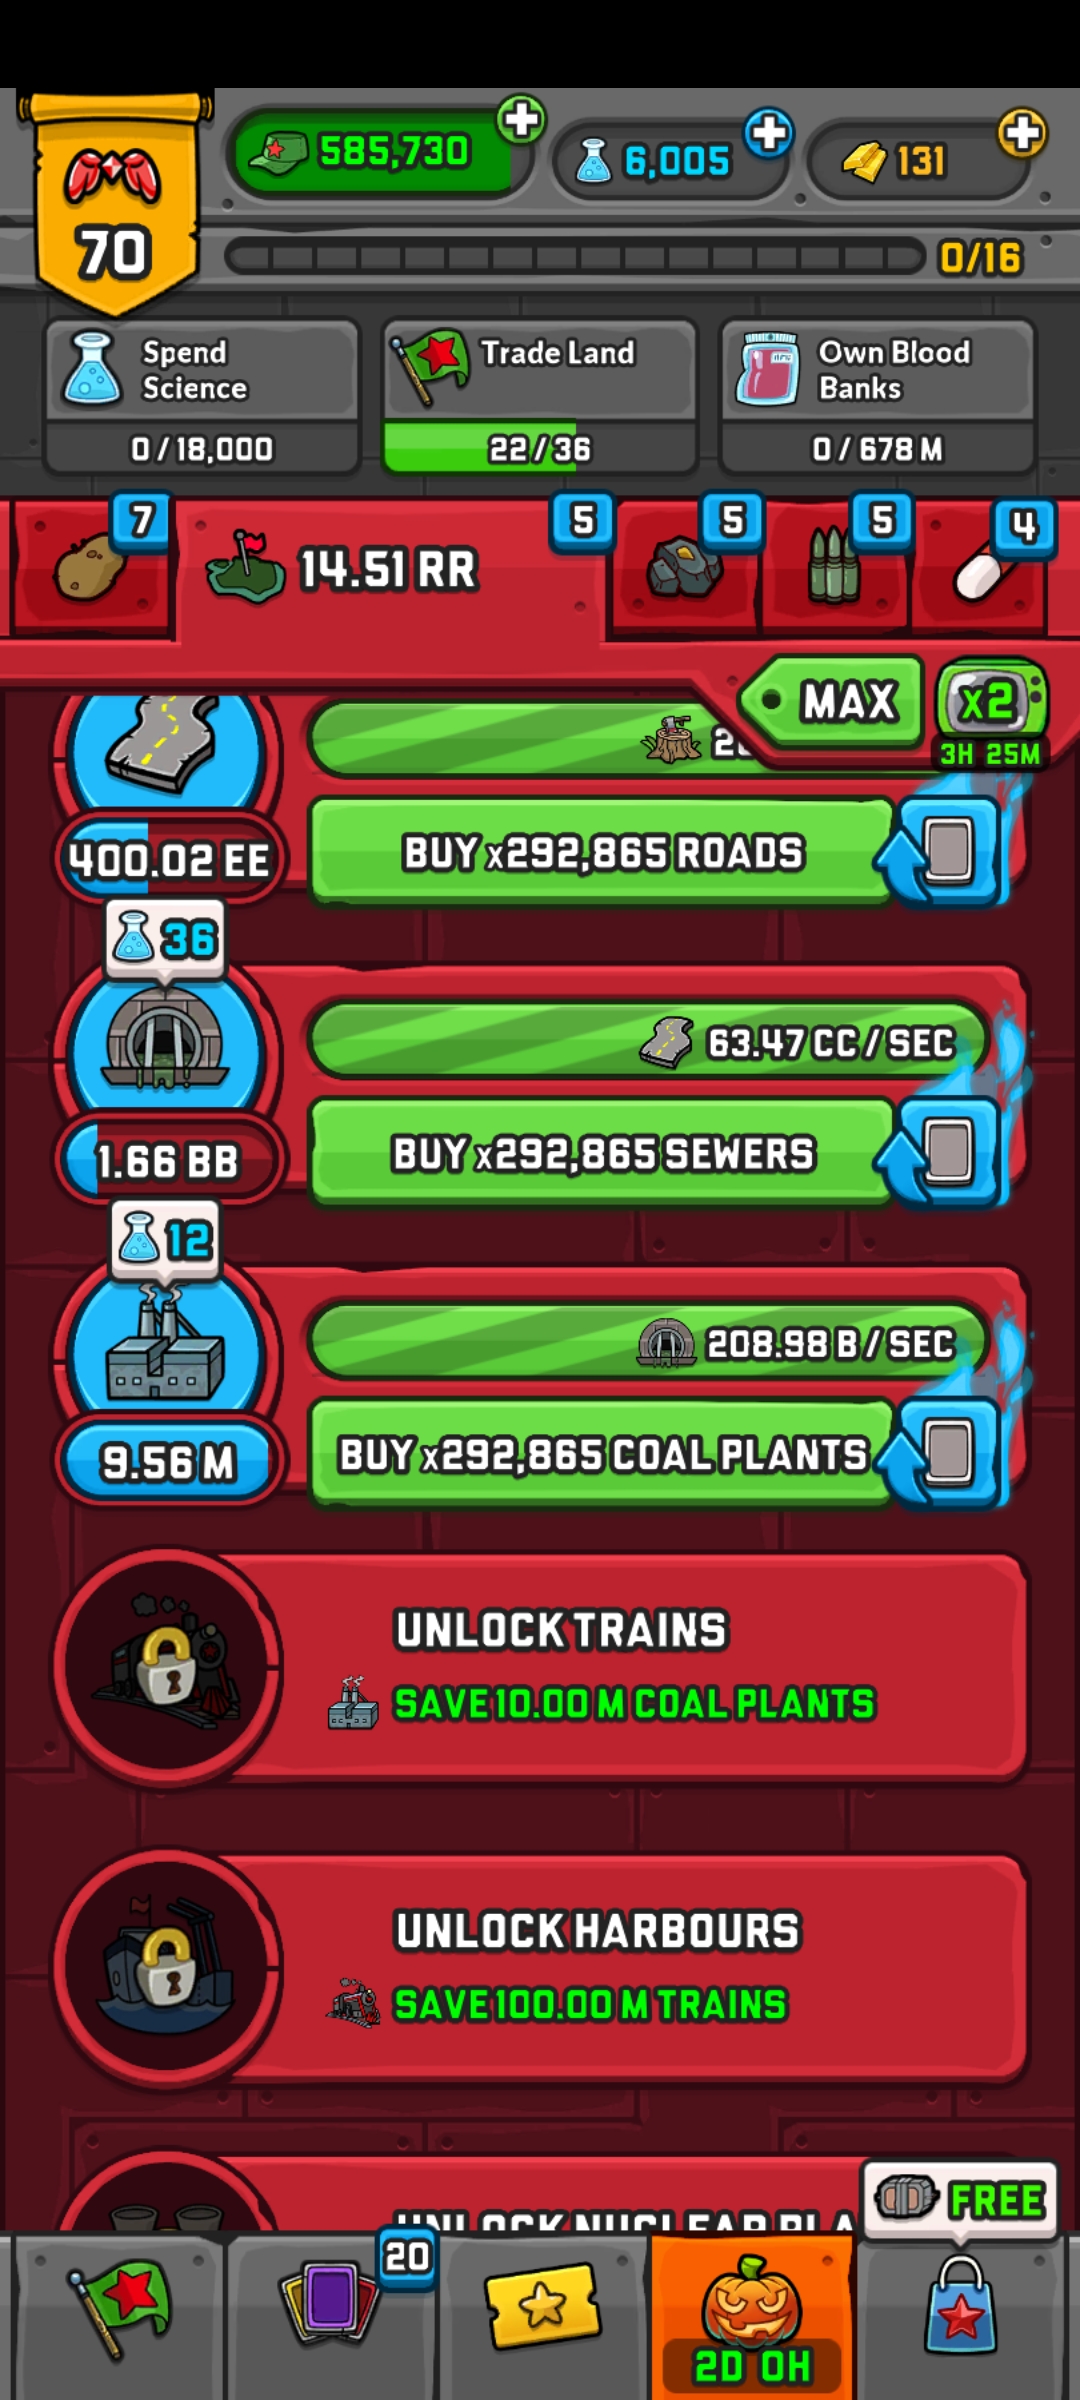 585,730
6,005
131
70
0/16
Spend
Science
0/18,000
Trade Land
22/36
Own Blood
Banks
0/678 M
7
14.51 RR
5
5
5
4
MAX
x2
3H 25M
400.02 EE
BUY x292,865 ROADS
36
63.47 CC/SEC
1.66 BB
BUY x292,865 SEWERS
12
208.98 B/SEC
9.56 M
BUY x292,865 COAL PLANTS
UNLOCK TRAINS
SAVE 10.00 M COAL PLANTS
UNLOCK HARBOURS
SAVE 100.00 M TRAINS
UNLOCK NUCLEAR
FREE
20
2D 0H